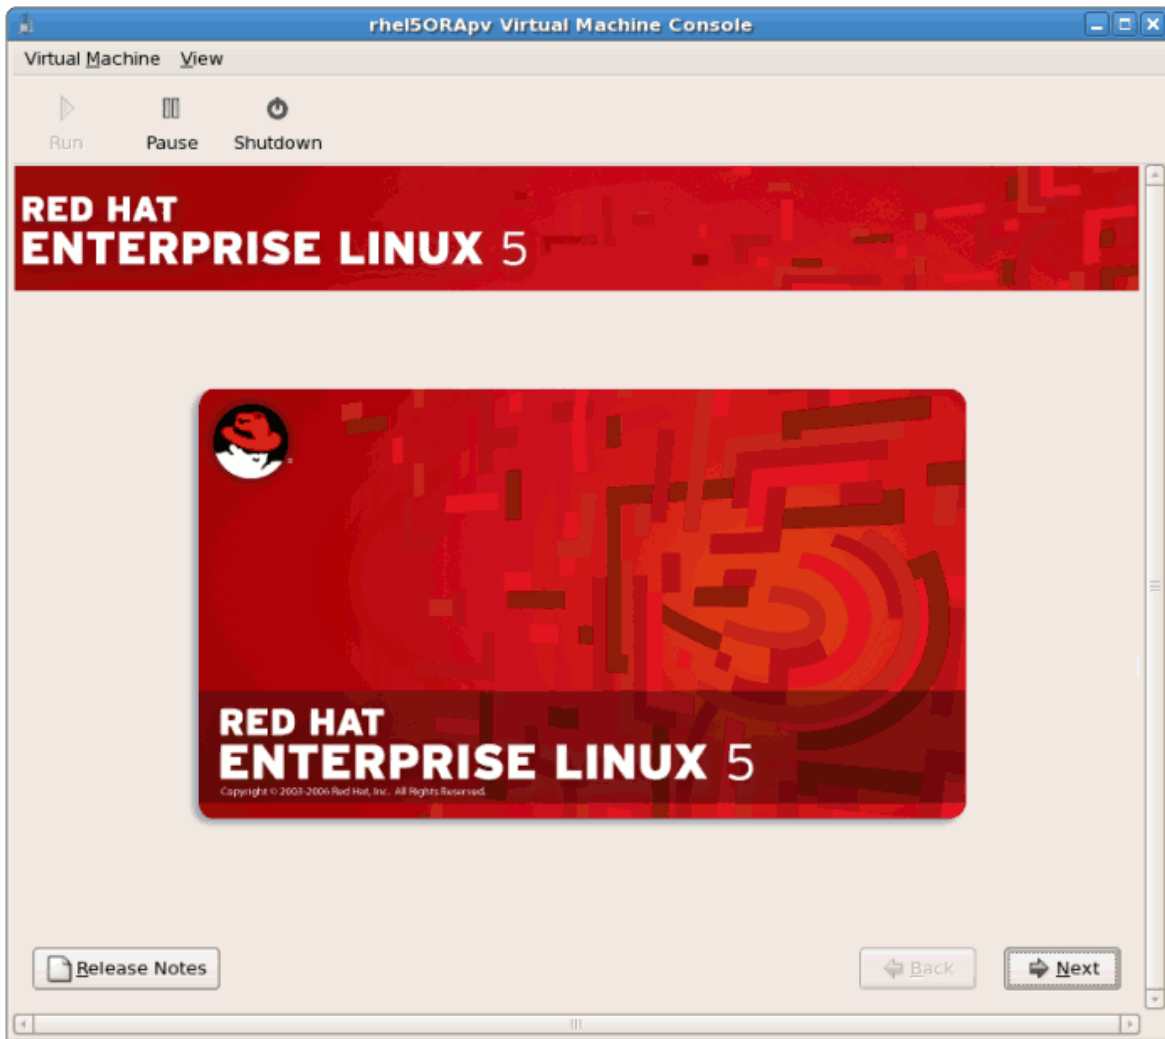 rhel5ORApv Virtual Machine Console
Virtual Machine View
Run Pause Shutdown
RED HAT
ENTERPRISE LINUX 5
RED HAT
ENTERPRISE LINUX 5
Copyright © 2003-2006 Red Hat, Inc. All Rights Reserved.
Release Notes Back Next